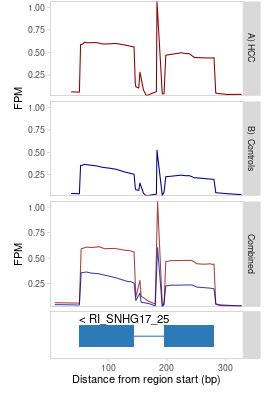 1.00
0.75
0.50
0.25
FPM
A) HCC
1.00
0.75
0.50
0.25
B) Controls
1.00
0.75
0.50
0.25
FPM
Combined
< RI_SNHG17_25
100
200
300
Distance from region start (bp)